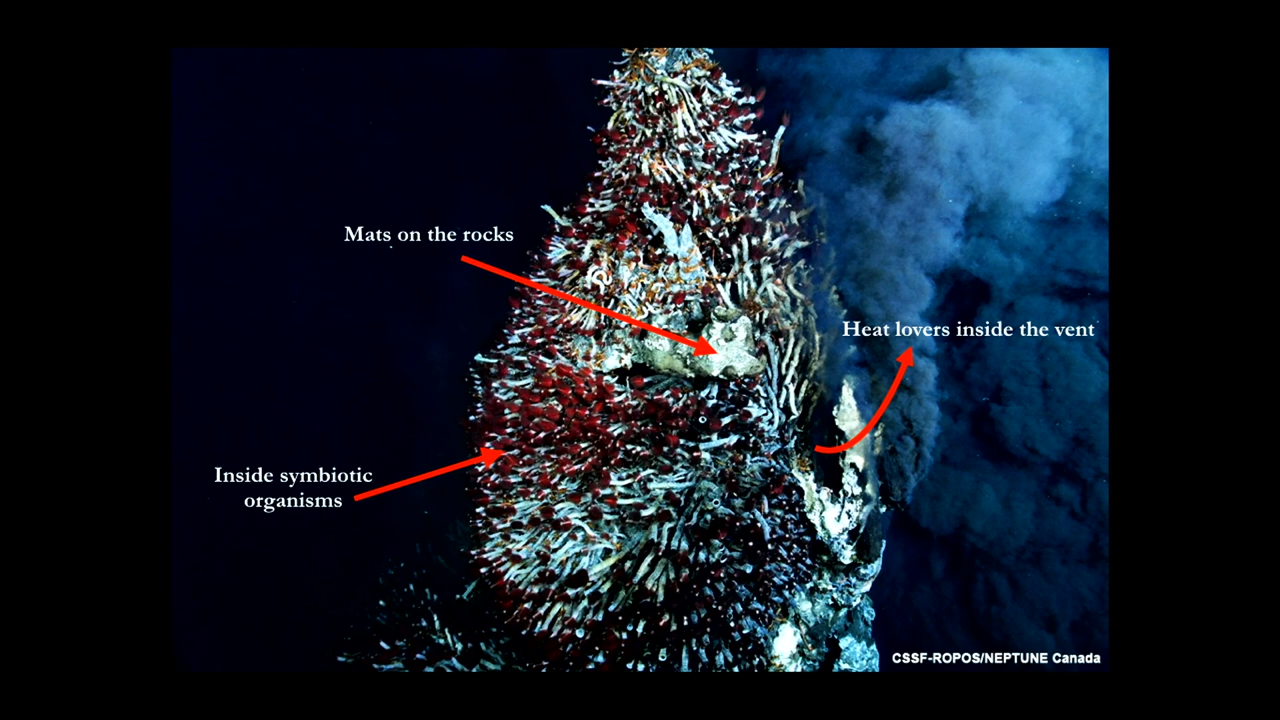 Mats on the rocks
Heat lovers inside the vent
Inside symbiotic
organisms
CSSF-ROPOS/NEPTUNE Canada